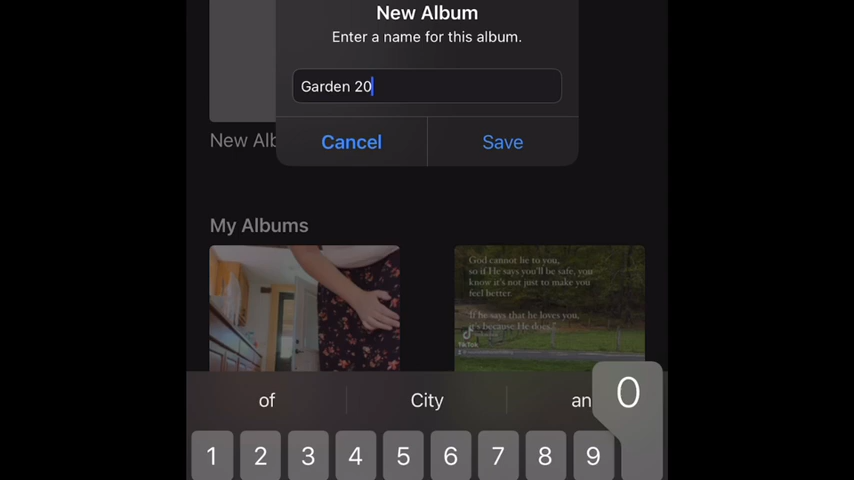 New Album
Enter a name for this album.
Garden 20
Cancel Save
New Alb
My Albums
God cannot lie to you,
so if He says you'll be safe, you
know it's not just to make you
feel better.
If he says that he loves you,
it's because He does."
TikTok
of City an
0
1 2 3 4 5 6 7 8 9